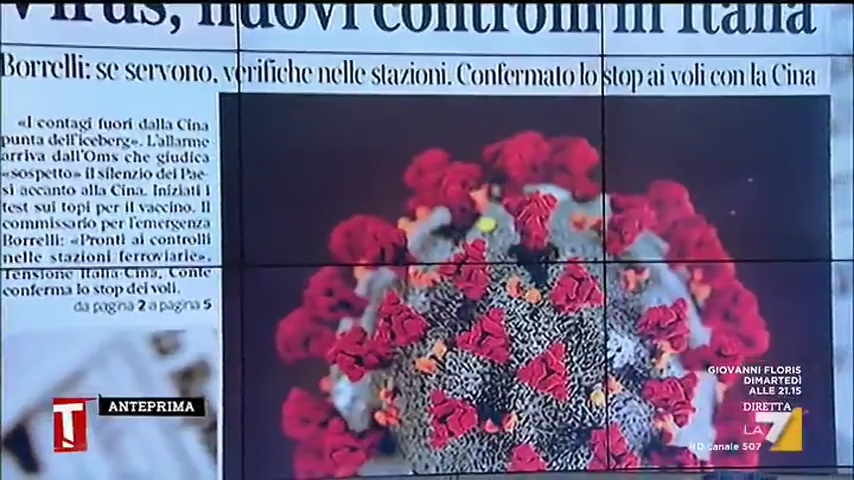 Virus, nuovi controlli in Italia
Borrelli: se servono, verifiche nelle stazioni. Confermato lo stop ai voli con la Cina
«I contagi fuori dalla Cina
punta dell'iceberg». L'allarme
arriva dall'Oms che giudica
«sospetto» il silenzio dei Pae-
si accanto alla Cina. Iniziati i
test sui topi per il vaccino. Il
commissario per l'emergenza
Borrelli: «Pronti ai controlli
nelle stazioni ferroviarie».
Tensione Italia-Cina, Conte
conferma lo stop dei voli.
da pagina 2 a pagina 5
GIOVANNI FLORIS
DIMARTEDÌ
ALLE 21.15
T ANTEPRIMA
DIRETTA
LA 7
HD canale 507